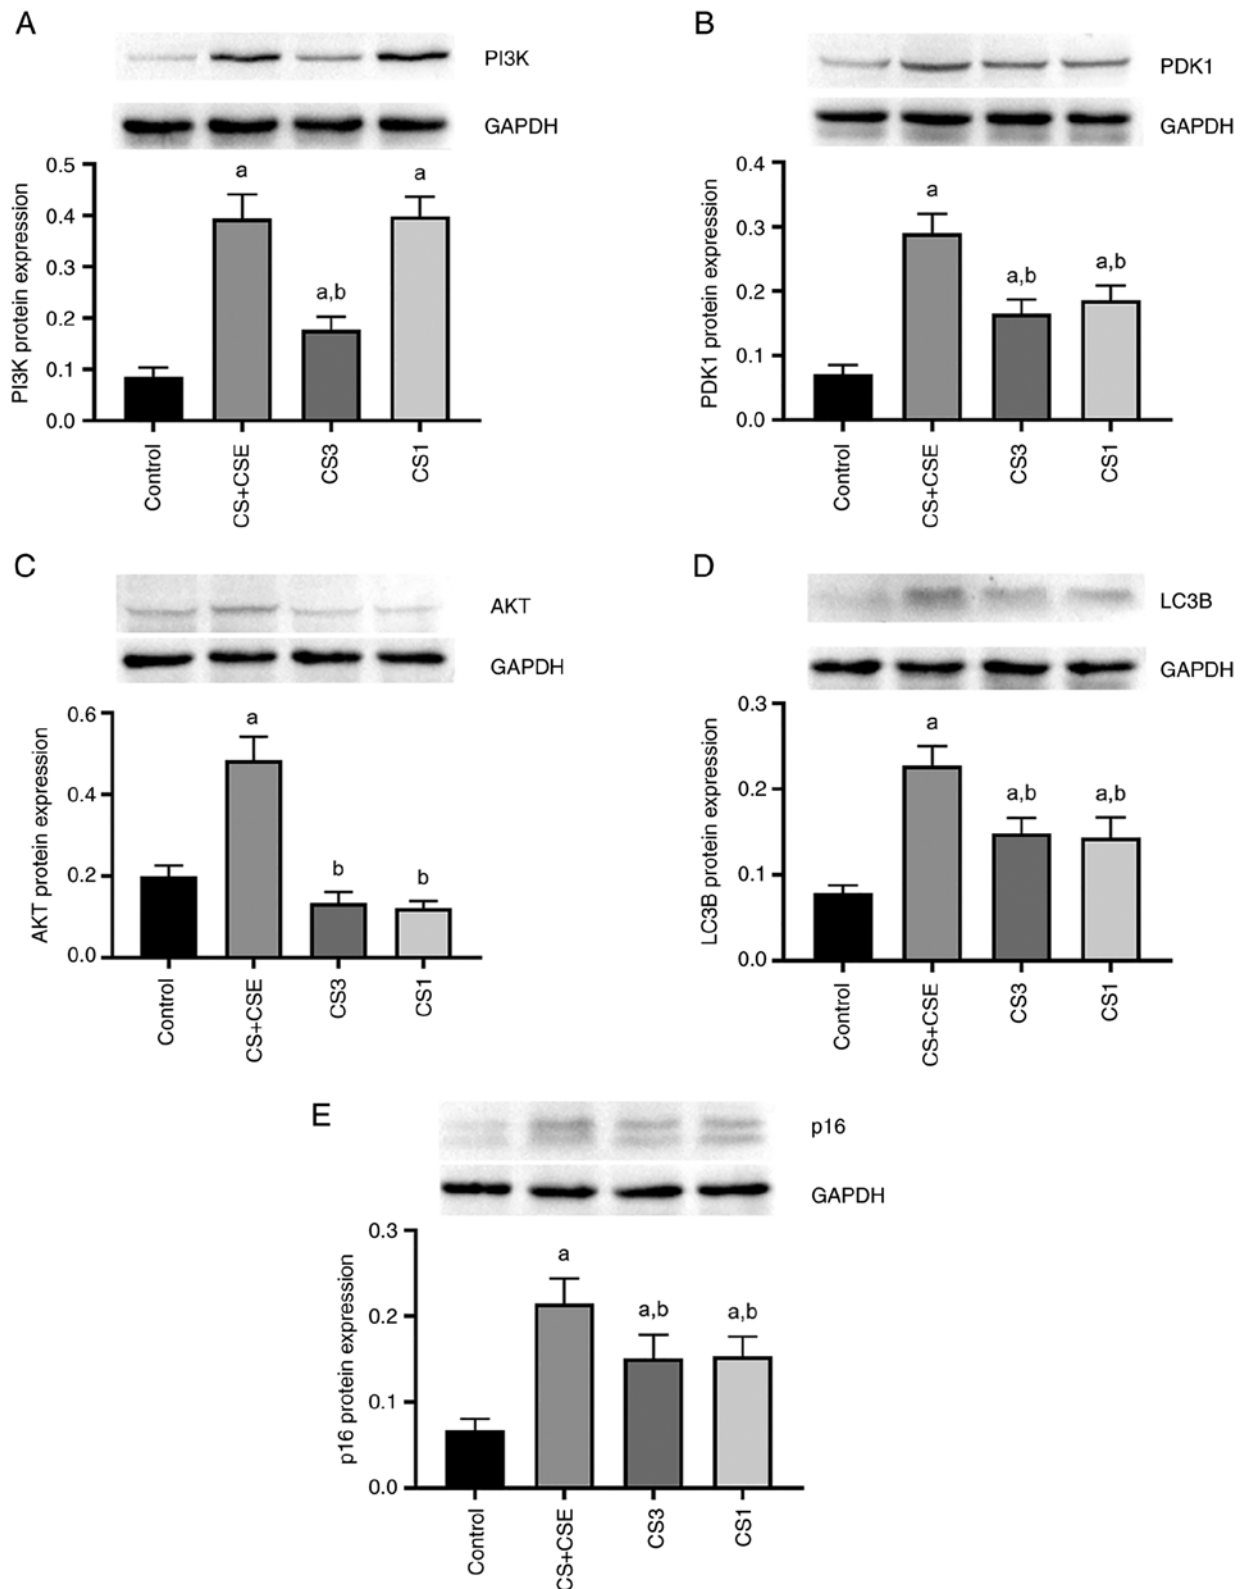 A
PI3K
GAPDH
PI3K protein expression
0.5
0.4
0.3
0.2
0.1
0.0
a
a,b
a
Control
CS+CSE
CS3
CS1
B
PDK1
GAPDH
PDK1 protein expression
0.4
0.3
0.2
0.1
0.0
a
a,b
a,b
Control
CS+CSE
CS3
CS1
C
AKT
GAPDH
AKT protein expression
0.6
0.4
0.2
0.0
a
b
b
Control
CS+CSE
CS3
CS1
D
LC3B
GAPDH
LC3B protein expression
0.3
0.2
0.1
0.0
a
a,b
a,b
Control
CS+CSE
CS3
CS1
E
p16
GAPDH
p16 protein expression
0.3
0.2
0.1
0.0
a
a,b
a,b
Control
CS+CSE
CS3
CS1